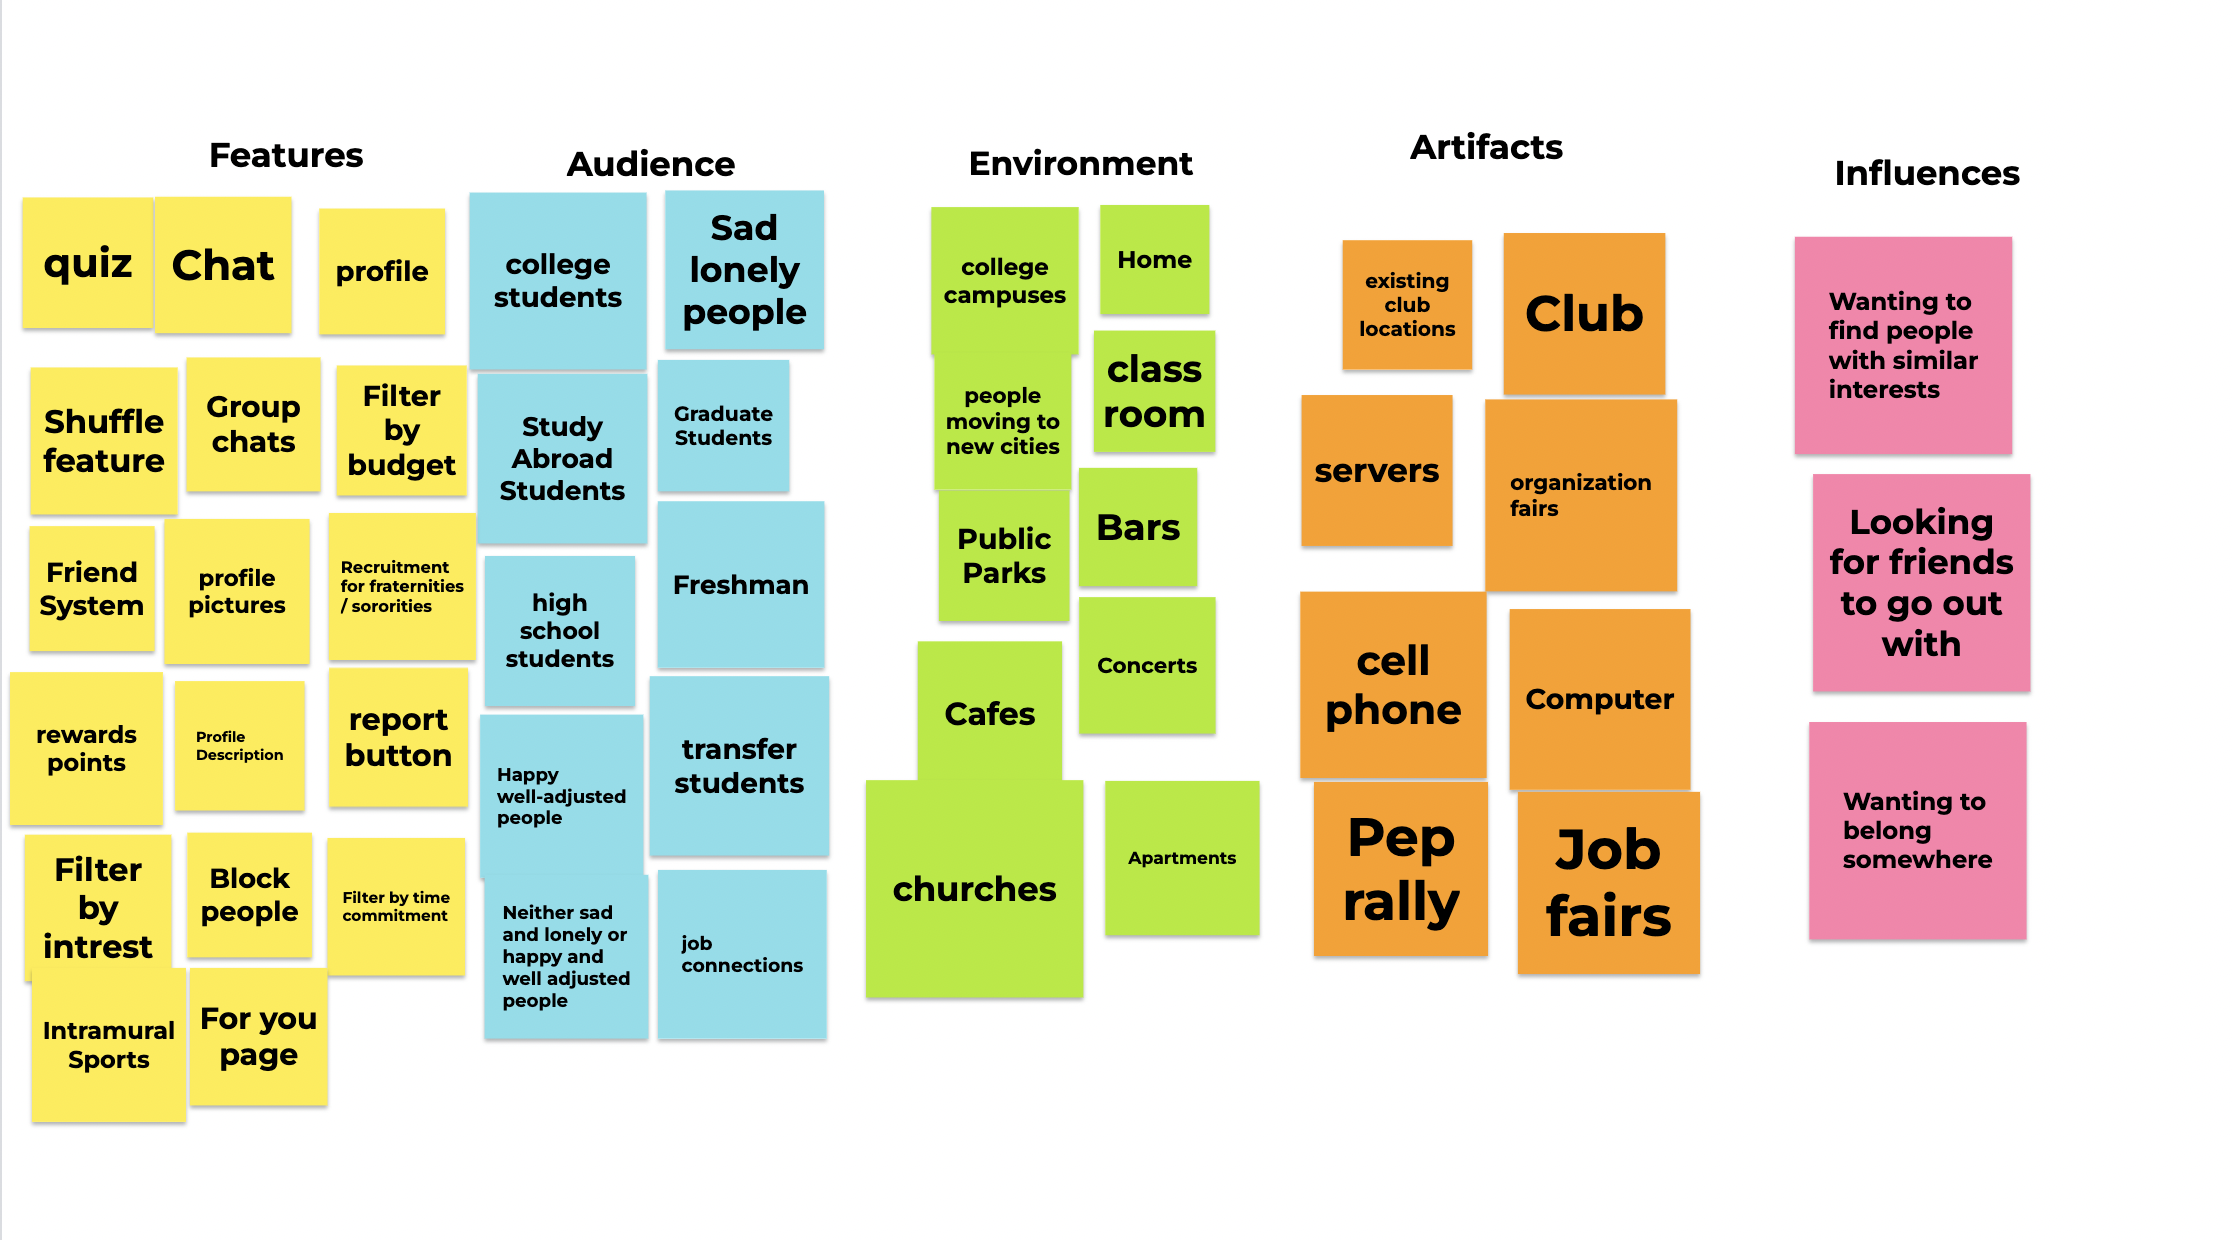 Features
quiz
Chat
profile
Shuffle
feature
Group
chats
Filter
by
budget
Friend
System
profile
pictures
Recruitment
for fraternities
/ sororities
rewards
points
Profile
Description
report
button
Filter
by
intrest
Block
people
Filter by time
commitment
Intramural
Sports
For you
page
Audience
college
students
Sad
lonely
people
Study
Abroad
Students
Graduate
Students
high
school
students
Freshman
Happy
well-adjusted
people
transfer
students
Neither sad
and lonely or
happy and
well adjusted
people
job
connections
Environment
college
campuses
Home
people
moving to
new cities
class
room
Public
Parks
Bars
Cafes
Concerts
churches
Apartments
Artifacts
existing
club
locations
Club
servers
organization
fairs
cell
phone
Computer
Pep
rally
Job
fairs
Influences
Wanting to
find people
with similar
interests
Looking
for friends
to go out
with
Wanting to
belong
somewhere